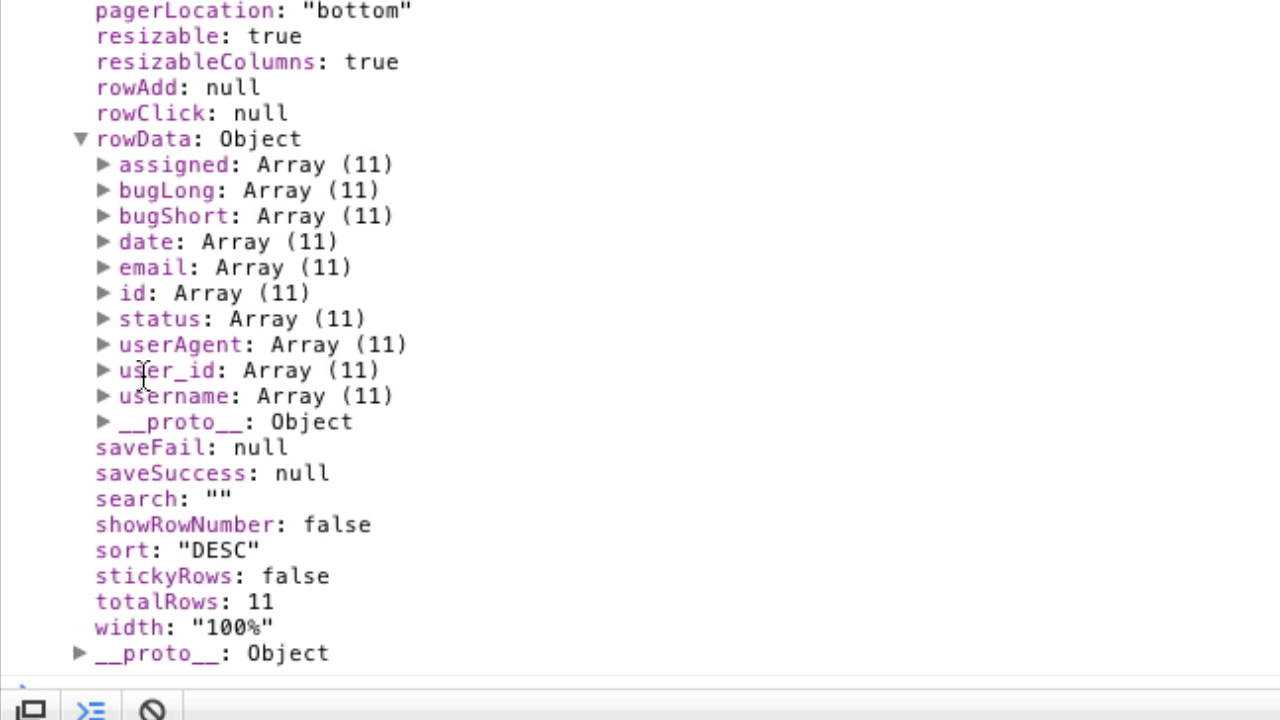 pagerLocation: "bottom"
resizable: true
resizableColumns: true
rowAdd: null
rowClick: null
rowData: Object
assigned: Array (11)
bugLong: Array (11)
bugShort: Array (11)
date: Array (11)
email: Array (11)
id: Array (11)
status: Array (11)
userAgent: Array (11)
user_id: Array (11)
username: Array (11)
__proto__: Object
saveFail: null
saveSuccess: null
search: ""
showRowNumber: false
sort: "DESC"
stickyRows: false
totalRows: 11
width: "100%"
__proto__: Object